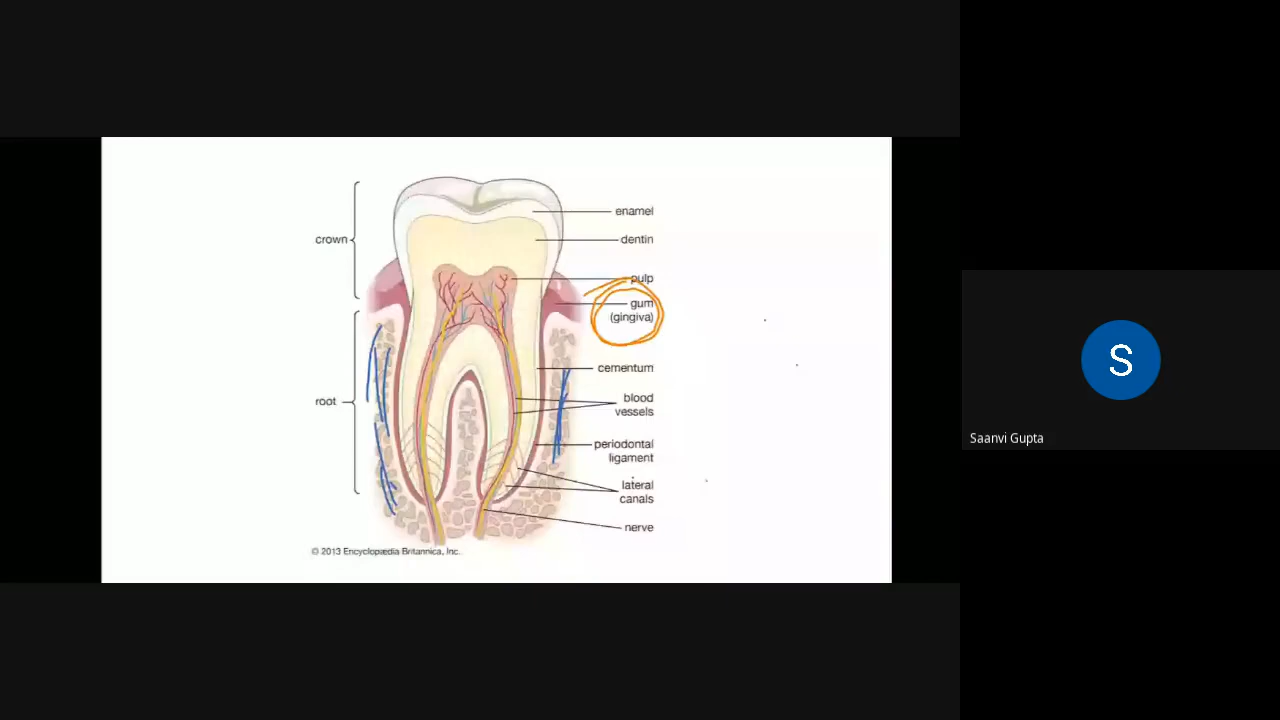 enamel
crown
dentin
pulp
gum
(gingiva)
cementum
blood
vessels
root
periodontal
ligament
lateral
canals
nerve
© 2013 Encyclopædia Britannica, Inc.
S
Saanvi Gupta